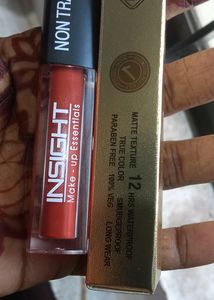 NON TRA
INSIGHT
Make-up Essentials
MATTE TEXTURE
12 HRS WATERPROOF
TRUE COLOR
SMUDGEPROOF
PARABEN FREE
100% VEG
LONG WEAR